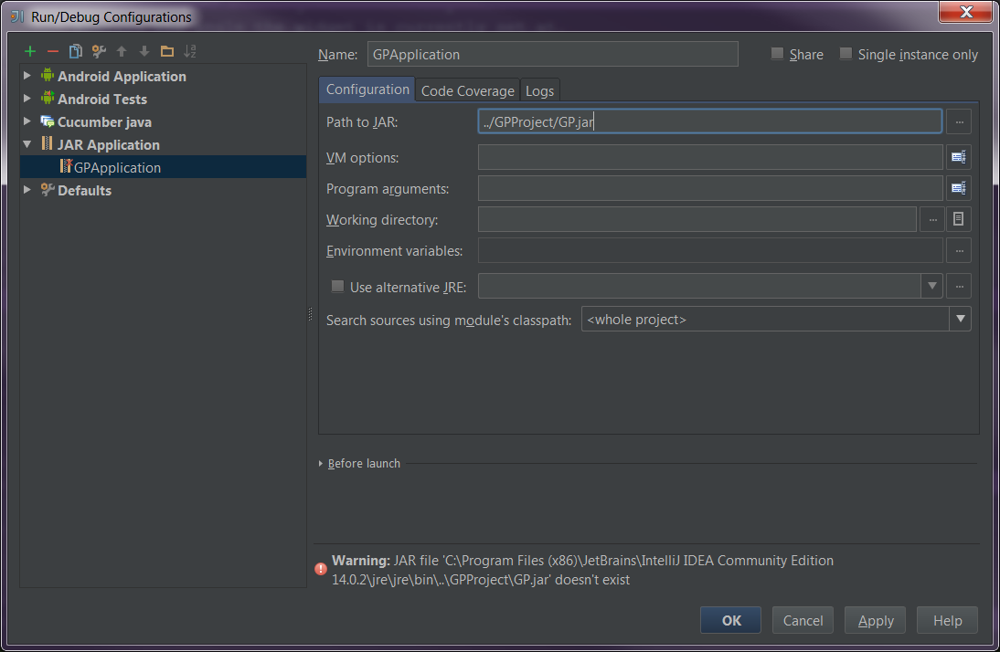 Run/Debug Configurations
Name: GPApplication Share Single instance only
Android Application
Android Tests
Cucumber java
JAR Application
GPApplication
Defaults
Configuration Code Coverage Logs
Path to JAR: ../GPProject/GP.jar ...
VM options:
Program arguments:
Working directory: ...
Environment variables: ...
Use alternative JRE: ...
Search sources using module's classpath: <whole project>
Before launch
Warning: JAR file 'C:\Program Files (x86)\JetBrains\IntelliJ IDEA Community Edition
14.0.2\jre\jre\bin\..\GPProject\GP.jar' doesn't exist
OK Cancel Apply Help